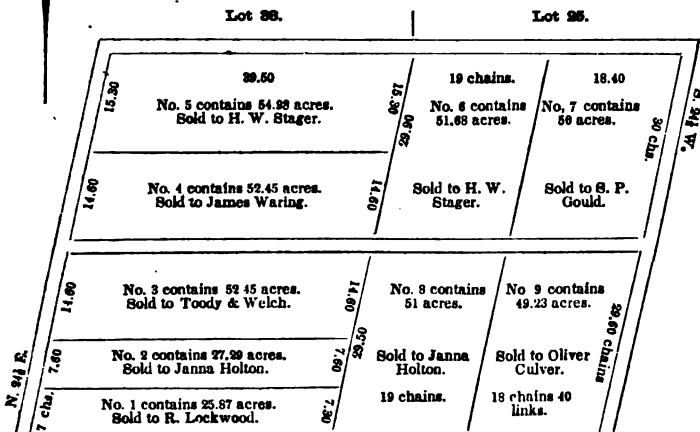 Lot 36.
Lot 25.
39.50
19 chains.
18.40
15.30
No. 5 contains 54.98 acres.
Sold to H. W. Stager.
15.30
29.90
No. 6 contains
51.68 acres.
No, 7 contains
56 acres.
30 chs.
14.60
No. 4 contains 52.45 acres.
Sold to James Waring.
14.60
Sold to H. W.
Stager.
Sold to S. P.
Gould.
14.60
No. 3 contains 52 45 acres.
Sold to Toody & Welch.
14.60
29.50
No. 8 contains
51 acres.
No 9 contains
49.23 acres.
29.60 chains
7.60
No. 2 contains 27.29 acres.
Sold to Janna Holton.
7.60
Sold to Janna
Holton.
Sold to Oliver
Culver.
7 chs.
No. 1 contains 25.87 acres.
Sold to R. Lockwood.
7.30
19 chains.
18 chains 40
links.